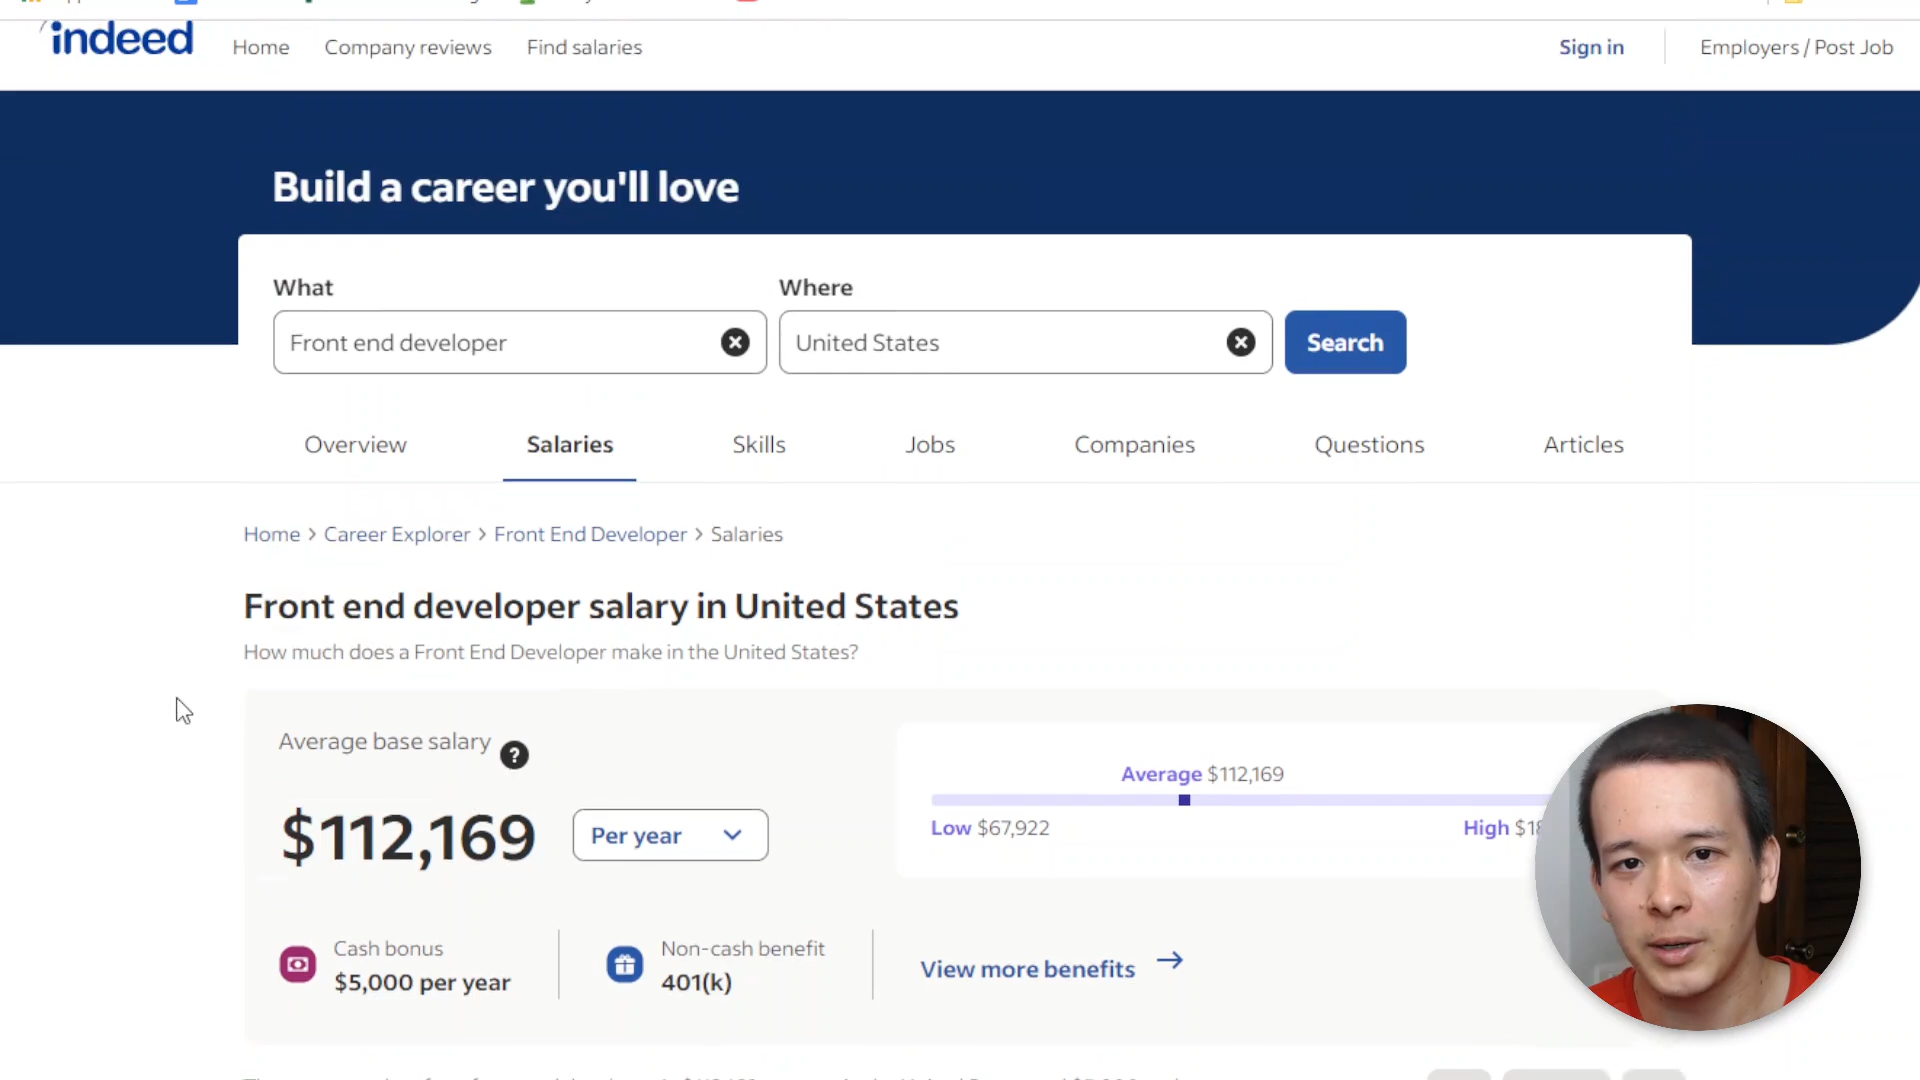 indeed
Home
Company reviews
Find salaries
Sign in
Employers / Post Job
Build a career you'll love
What
Where
Front end developer
United States
Search
Overview
Salaries
Skills
Jobs
Companies
Questions
Articles
Home > Career Explorer > Front End Developer > Salaries
Front end developer salary in United States
How much does a Front End Developer make in the United States?
Average base salary ?
$112,169
Per year
Average $112,169
Low $67,922
High
Cash bonus
$5,000 per year
Non-cash benefit
401(k)
View more benefits →